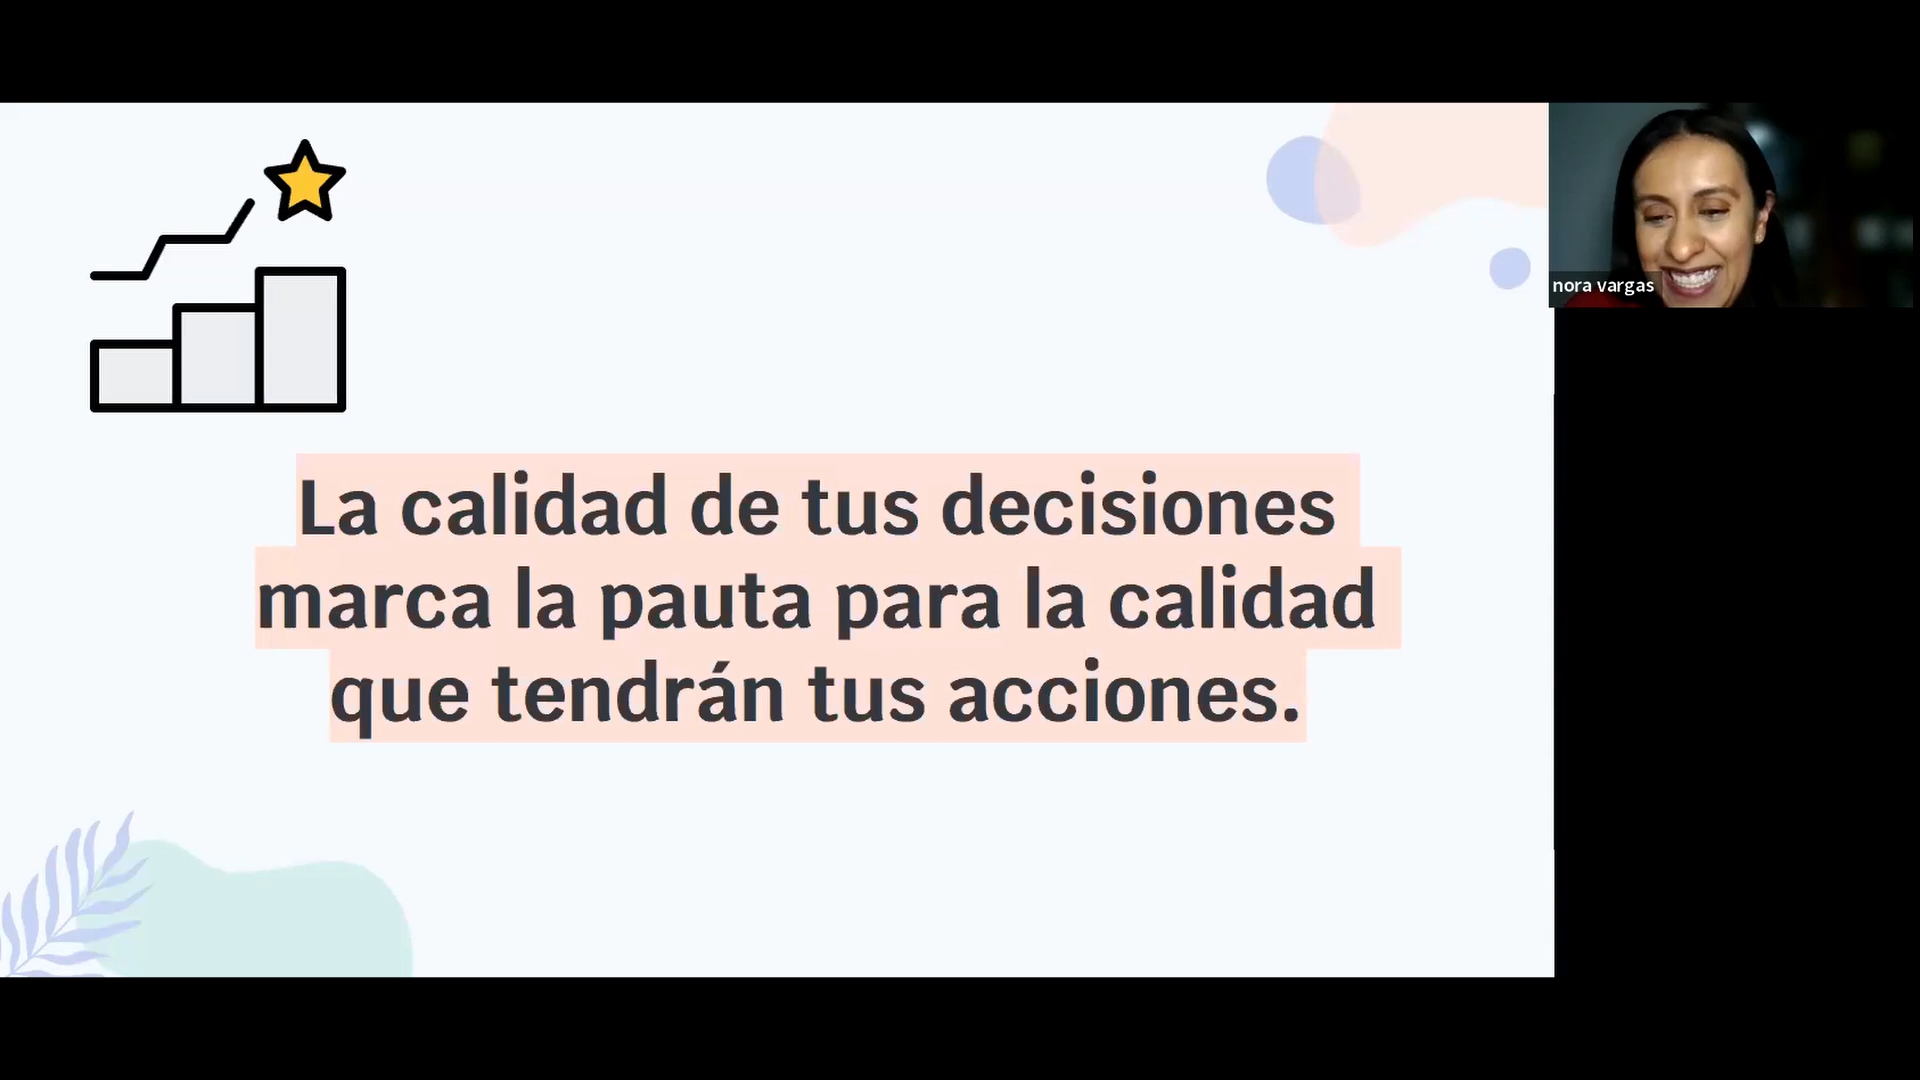 nora vargas
La calidad de tus decisiones
marca la pauta para la calidad
que tendrán tus acciones.